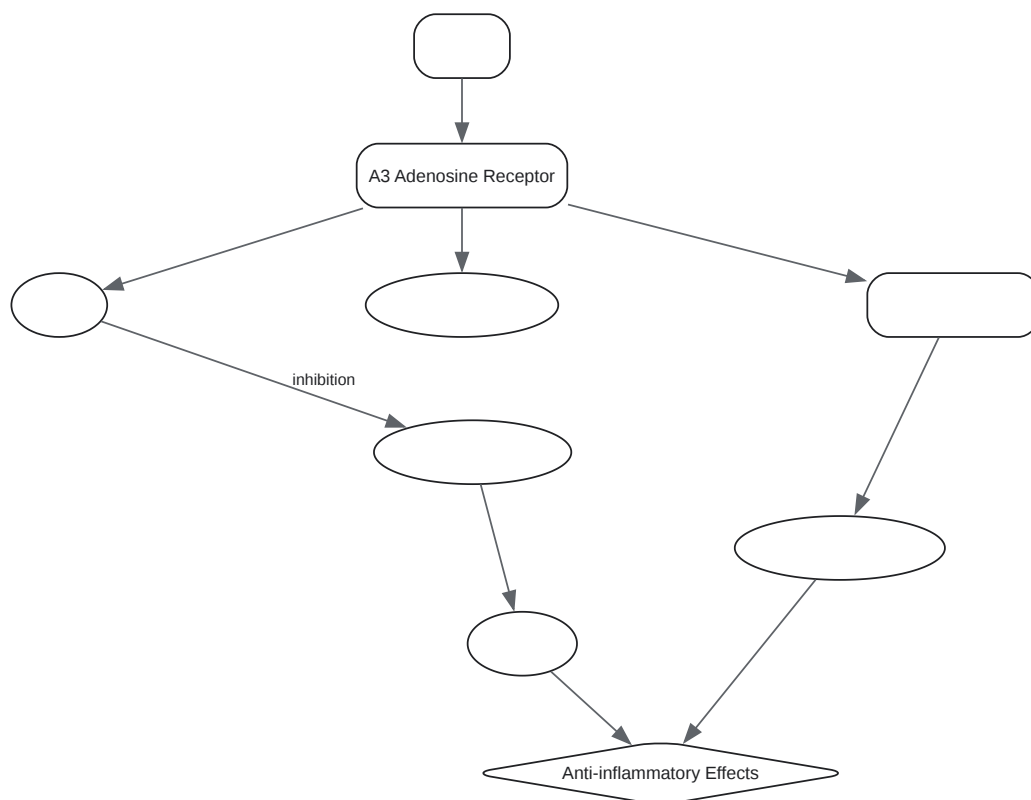 A3 Adenosine Receptor
inhibition
Anti-inflammatory Effects